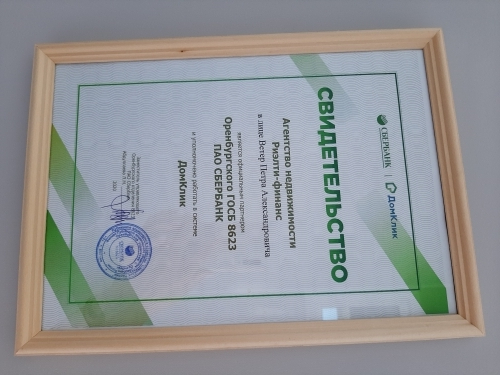 СБЕРБАНК ДомКлик
СВИДЕТЕЛЬСТВО
Агентство недвижимости
Риэлти-финанс
в лице Ветер Петра Александровича
является официальным партнером
Оренбургского ГОСБ 8623
ПАО СБЕРБАНК
и уполномочено работать в системе
ДомКлик